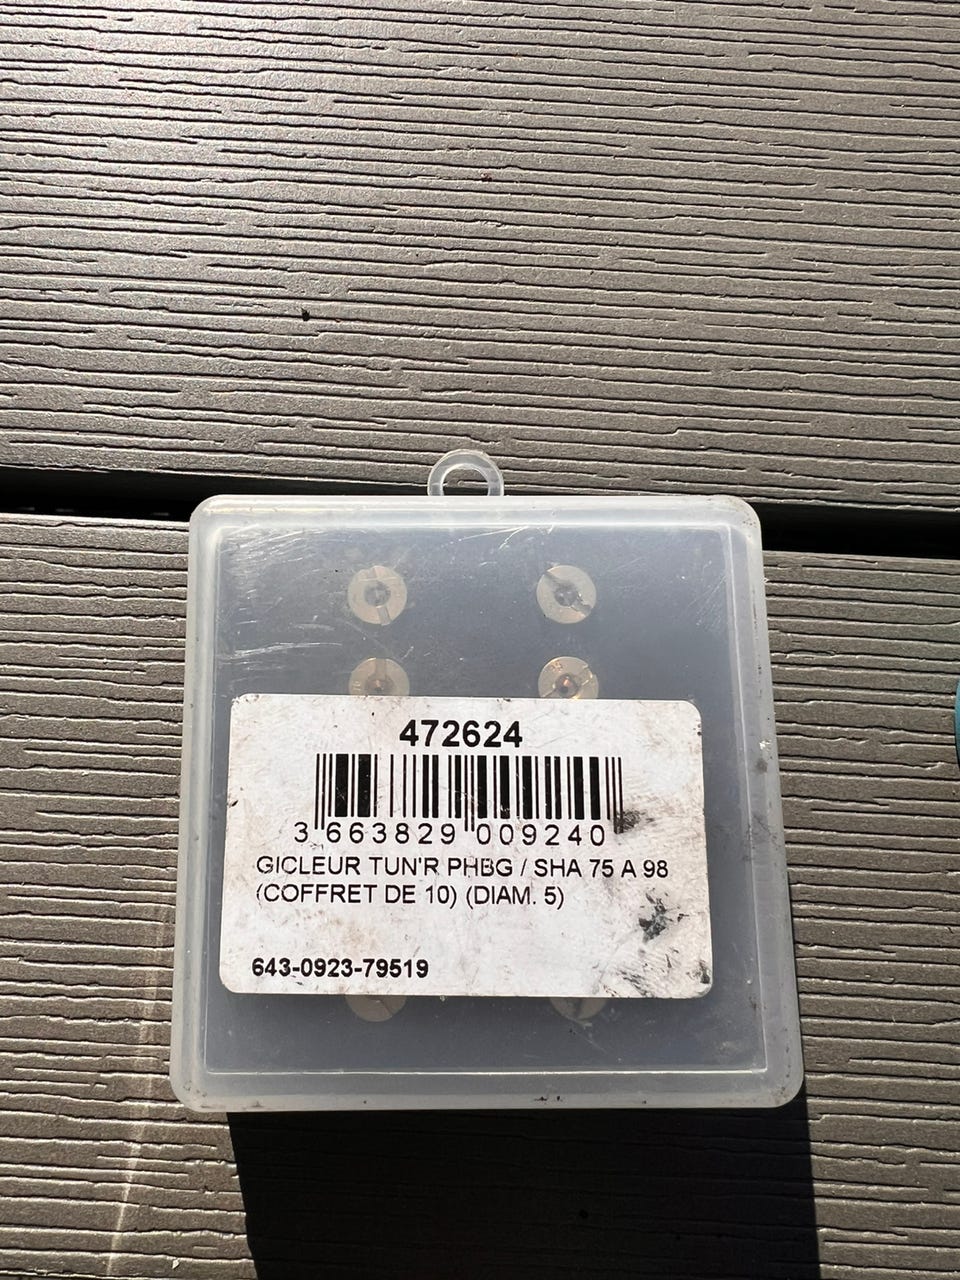 472624
3 663829 009240
GICLEUR TUN'R PHBG / SHA 75 A 98
(COFFRET DE 10) (DIAM. 5)
643-0923-79519